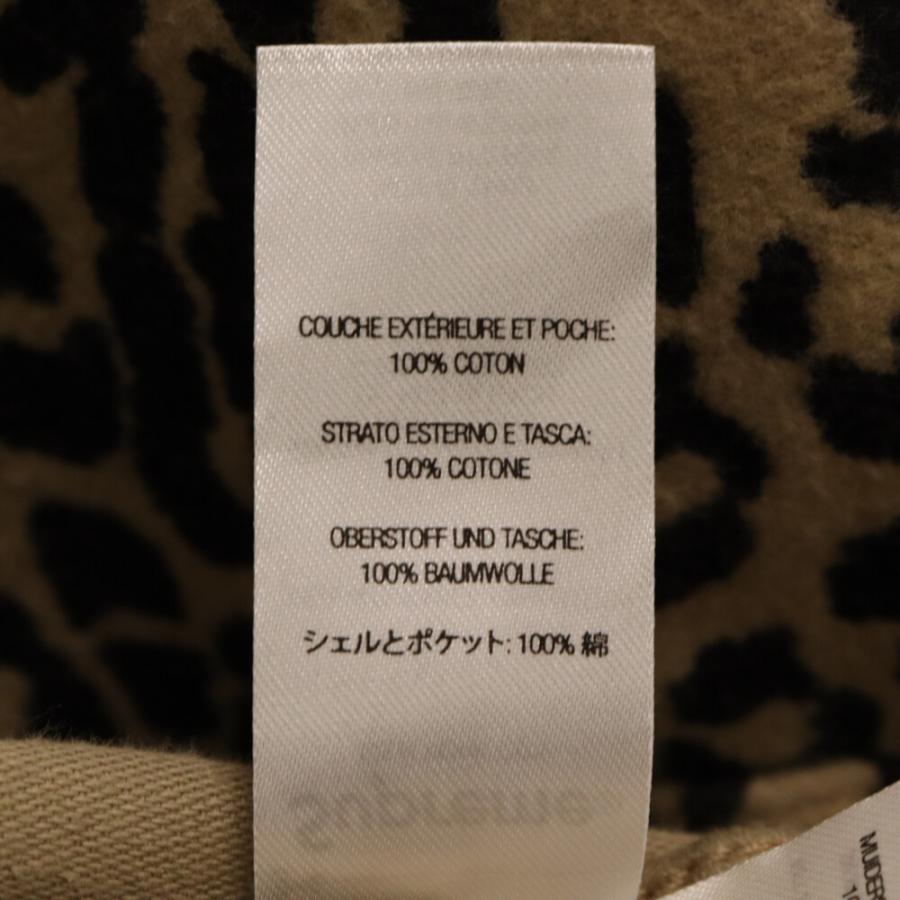 COUCHE EXTÉRIEURE ET POCHE:
100% COTON
STRATO ESTERNO E TASCA:
100% COTONE
OBERSTOFF UND TASCHE:
100% BAUMWOLLE
シェルとポケット: 100% 綿
Supreme